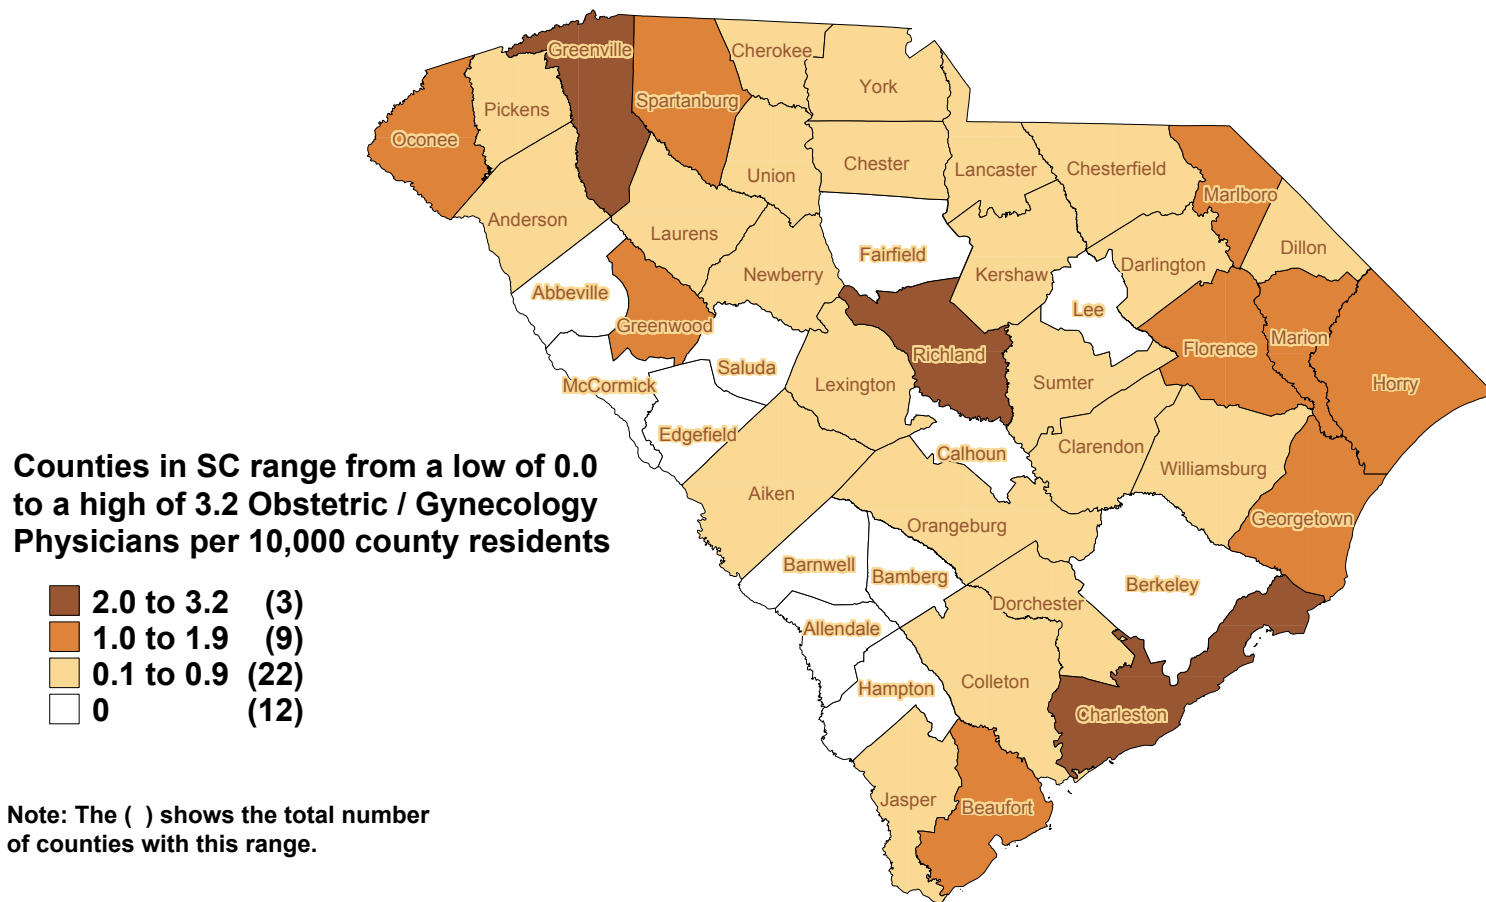 Greenville
Cherokee
York
Spartanburg
Pickens
Oconee
Union
Chester
Lancaster
Chesterfield
Marlboro
Anderson
Laurens
Dillon
Fairfield
Newberry
Kershaw
Darlington
Abbeville
Lee
Greenwood
Marion
Richland
Florence
Saluda
McCormick
Lexington
Sumter
Horry
Edgefield
Calhoun
Clarendon
Williamsburg
Counties in SC range from a low of 0.0
to a high of 3.2 Obstetric / Gynecology
Physicians per 10,000 county residents
Aiken
Orangeburg
Georgetown
Barnwell
Bamberg
Berkeley
Dorchester
Allendale
Hampton
Colleton
Charleston
Jasper
Beaufort
2.0 to 3.2 (3)
1.0 to 1.9 (9)
0.1 to 0.9 (22)
0 (12)
Note: The ( ) shows the total number
of counties with this range.